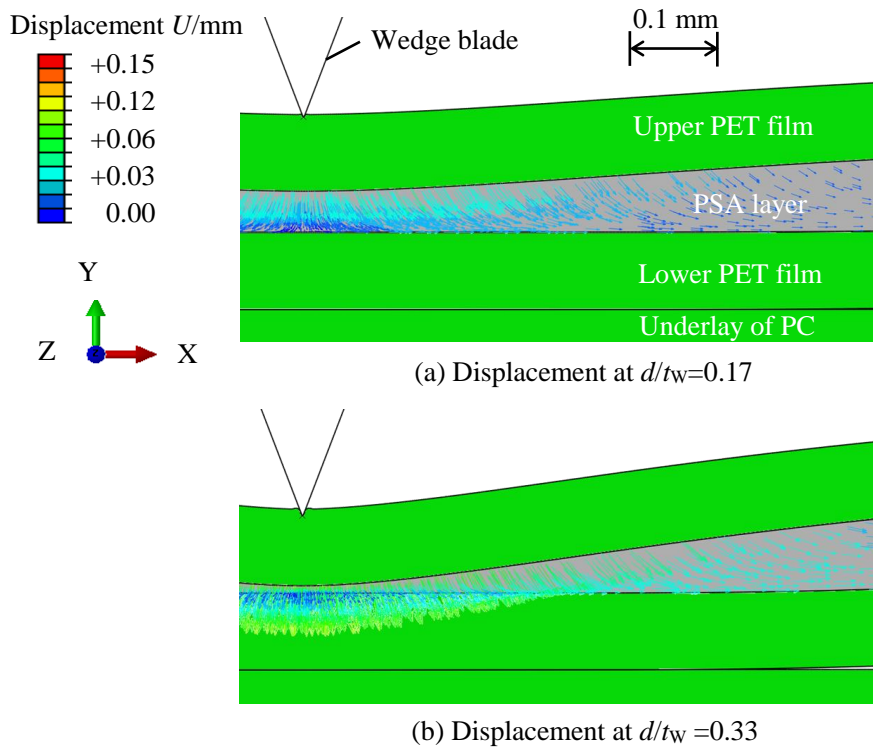 Displacement U/mm
+0.15
+0.12
+0.06
+0.03
0.00
Wedge blade
0.1 mm
Upper PET film
PSA layer
Lower PET film
Underlay of PC
Y
Z
X
(a) Displacement at d/tw=0.17
(b) Displacement at d/tw =0.33